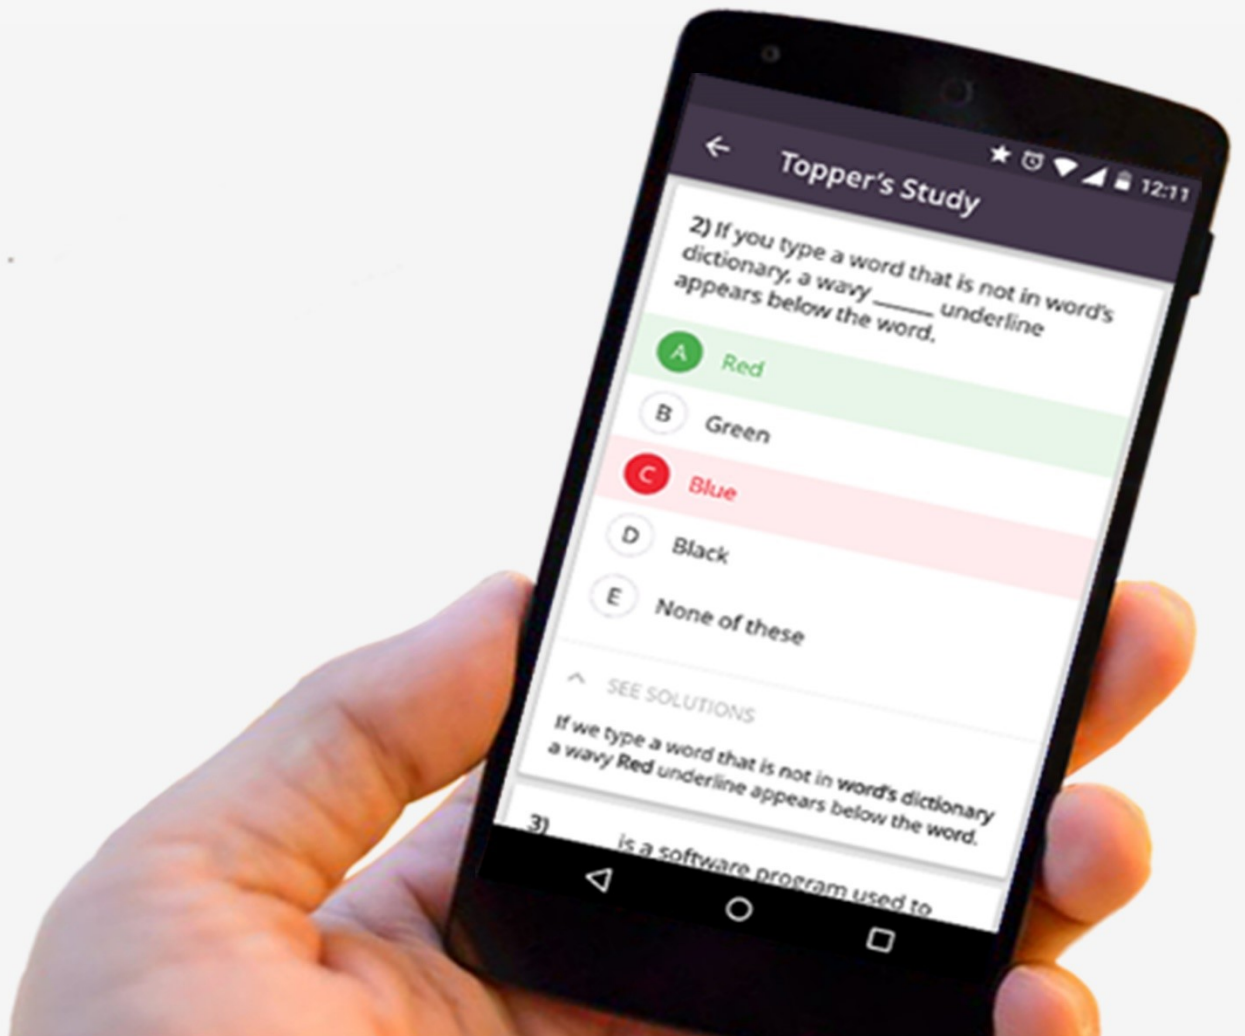 12:11
Topper's Study
2) If you type a word that is not in word's
dictionary, a wavy ______ underline
appears below the word.
A Red
B Green
C Blue
D Black
E None of these
SEE SOLUTIONS
If we type a word that is not in word's dictionary
a wavy Red underline appears below the word.
3) ______ is a software program used to